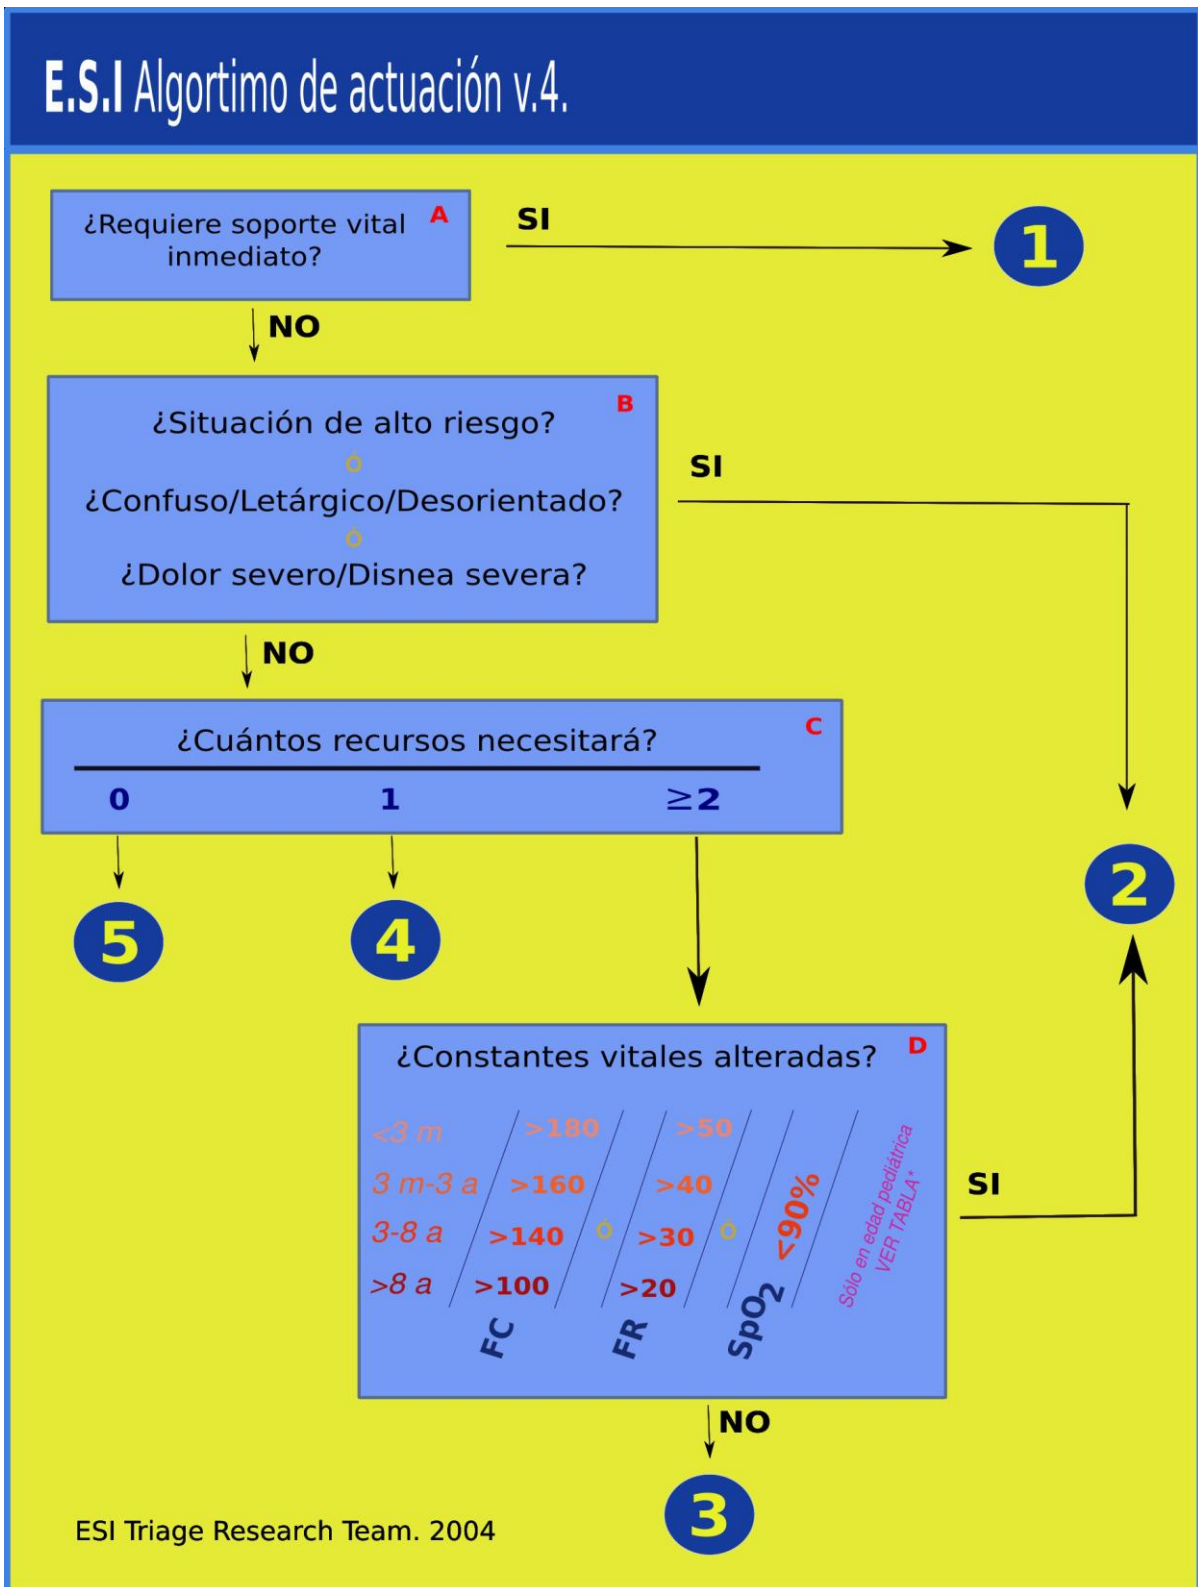 E.S.I Algortimo de actuación v.4.
¿Requiere soporte vital
inmediato?
A
SI
1
NO
B
¿Situación de alto riesgo?
ó
¿Confuso/Letárgico/Desorientado?
ó
¿Dolor severo/Disnea severa?
SI
NO
C
¿Cuántos recursos necesitará?
0 1 ≥2
2
5 4
¿Constantes vitales alteradas?
D
<3 m >180 >50
3 m-3 a >160 >40
3-8 a >140 ó >30 ó <90%
>8 a >100 >20
FC FR SpO2
Sólo en edad pediátrica
VER TABLA*
SI
NO
3
ESI Triage Research Team. 2004